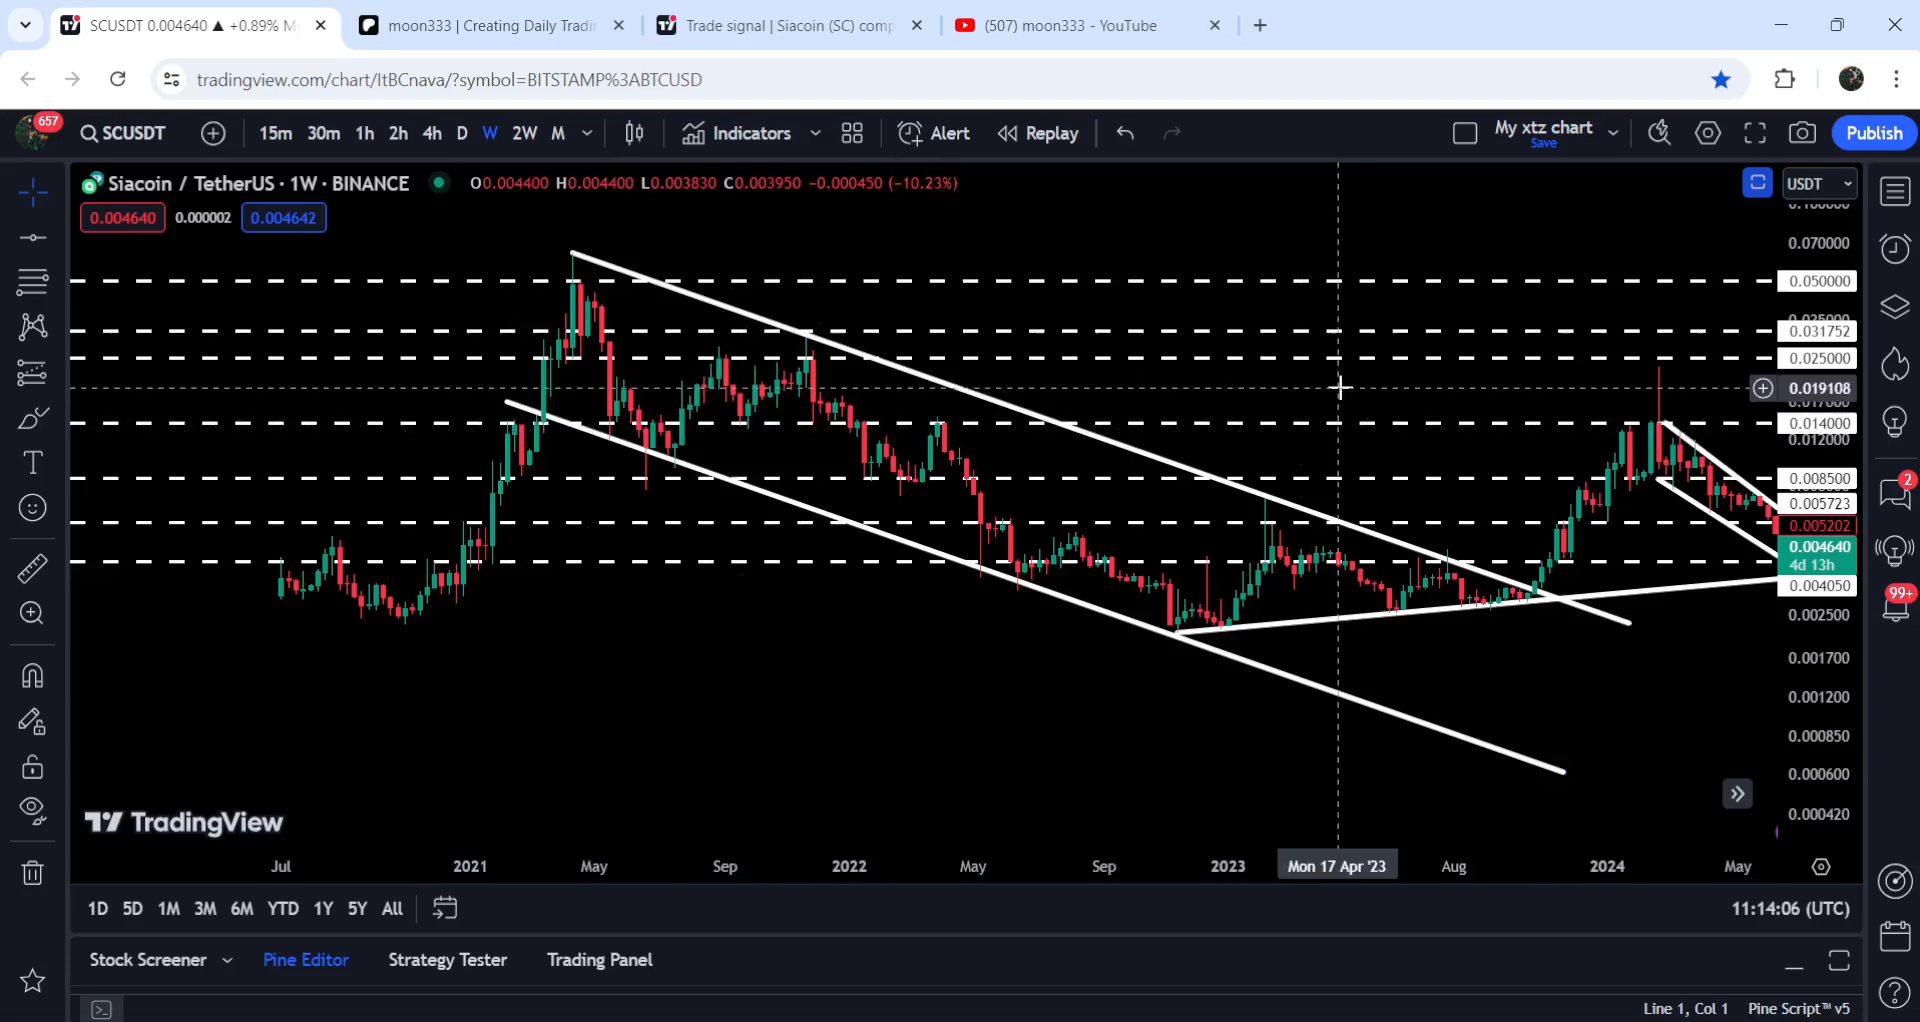 SCUSDT 0.004640 ▲ +0.89% M
moon333 | Creating Daily Tradi
Trade signal | Siacoin (SC) comp
(507) moon333 - YouTube
tradingview.com/chart/ItBCnava/?symbol=BITSTAMP%3ABTCUSD
657
SCUSDT
15m 30m 1h 2h 4h D W 2W M
Indicators
Alert
Replay
My xtz chart
Save
Publish
Siacoin / TetherUS · 1W · BINANCE
O0.004400 H0.004400 L0.003830 C0.003950 −0.000450 (−10.23%)
USDT
0.004640 0.000002 0.004642
0.100000
0.070000
0.050000
0.035000
0.031752
0.025000
0.019108
0.017000
0.014000
0.012000
0.008500
0.005723
0.005202
0.004640
4d 13h
0.004050
0.002500
0.001700
0.001200
0.000850
0.000600
0.000420
2
99+
TradingView
Jul 2021 May Sep 2022 May Sep 2023 Mon 17 Apr '23 Aug 2024 May
1D 5D 1M 3M 6M YTD 1Y 5Y All
11:14:06 (UTC)
Stock Screener Pine Editor Strategy Tester Trading Panel
Line 1, Col 1 Pine Script™ v5